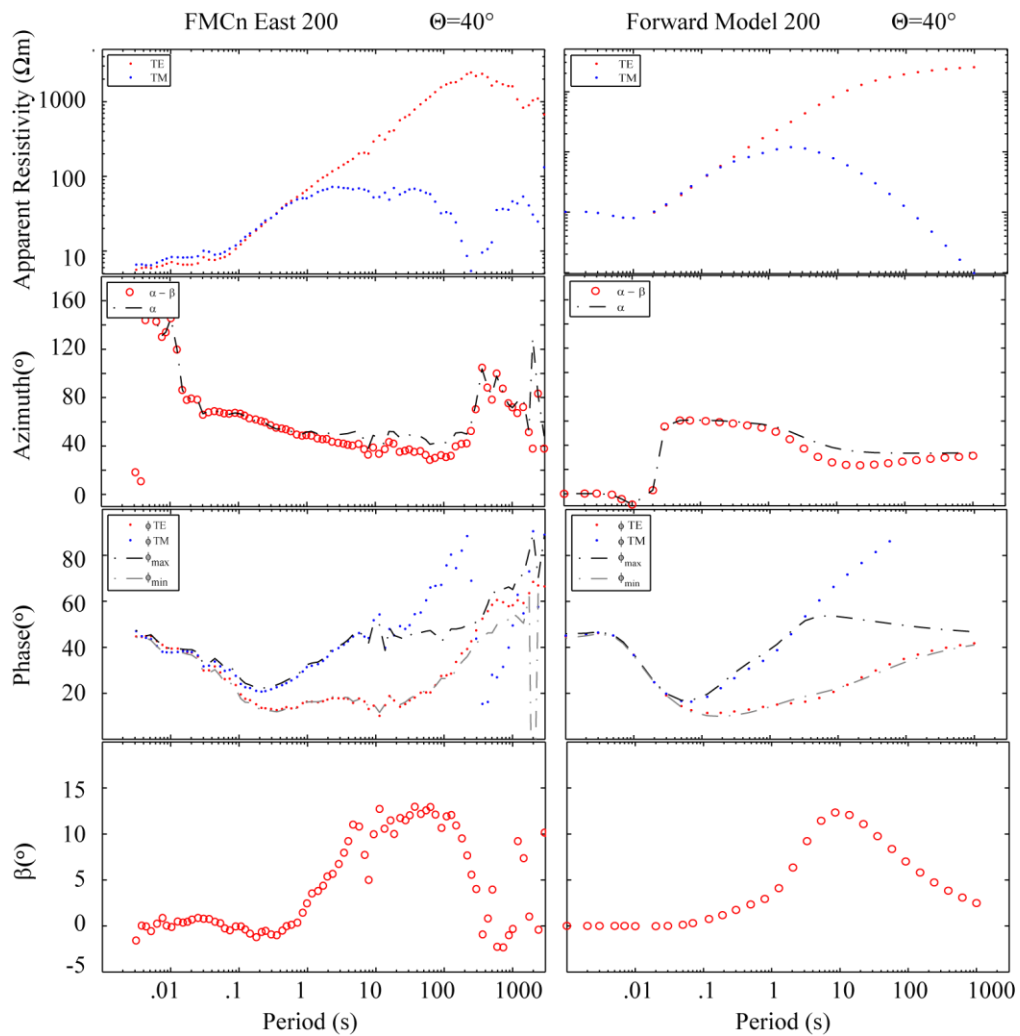 FMCn East 200 Θ=40° Forward Model 200 Θ=40°
Apparent Resistivity (Ωm)
1000
100
10
TE
TM
TE
TM
Azimuth(°)
160
120
80
40
0
α − β
α
α − β
α
Phase(°)
80
60
40
20
ϕ TE
ϕ TM
ϕmax
ϕmin
ϕ TE
ϕ TM
ϕmax
ϕmin
β(°)
15
10
5
0
-5
.01 .1 1 10 100 1000 .01 .1 1 10 100 1000
Period (s) Period (s)